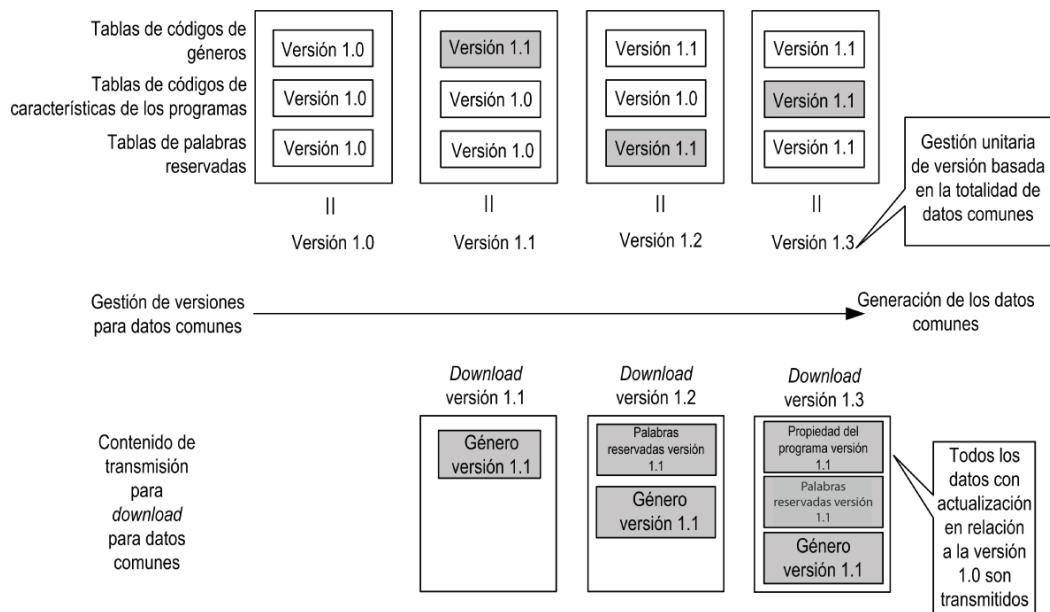 Tablas de códigos de
géneros
Tablas de códigos de
características de los programas
Tablas de palabras
reservadas
Versión 1.0
Versión 1.0
Versión 1.0
Versión 1.1
Versión 1.0
Versión 1.0
Versión 1.1
Versión 1.0
Versión 1.1
Versión 1.1
Versión 1.1
Versión 1.1
Gestión unitaria
de versión basada
en la totalidad de
datos comunes
||
||
||
||
Versión 1.0
Versión 1.1
Versión 1.2
Versión 1.3
Gestión de versiones
para datos comunes
Generación de los datos
comunes
Download
versión 1.1
Download
versión 1.2
Download
versión 1.3
Contenido de
transmisión
para
download
para datos
comunes
Género
versión 1.1
Palabras
reservadas versión
1.1
Género
versión 1.1
Propiedad del
programa versión
1.1
Palabras
reservadas versión
1.1
Género
versión 1.1
Todos los
datos con
actualización
en relación
a la versión
1.0 son
transmitidos